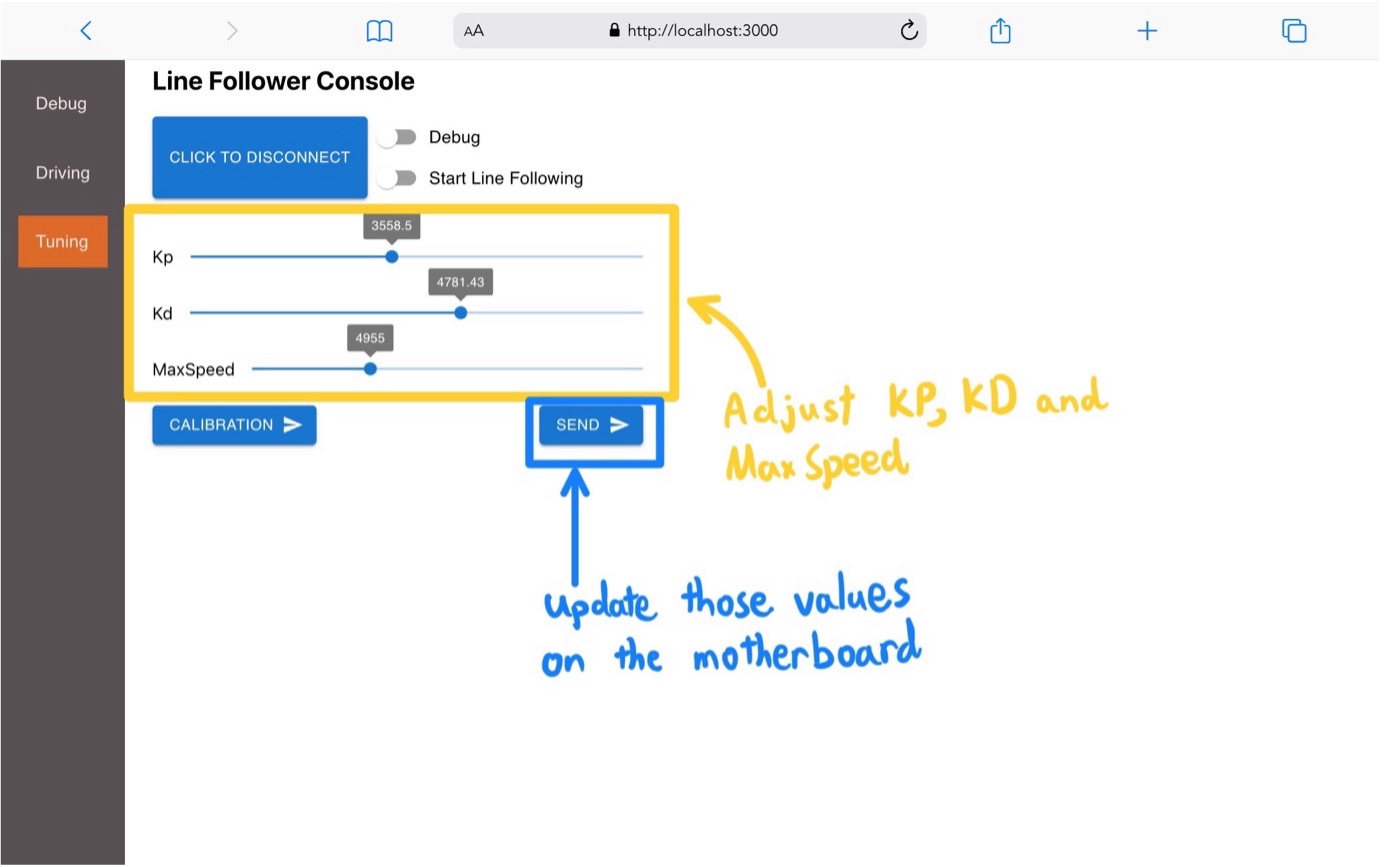 AA
http://localhost:3000
Debug
Driving
Tuning
Line Follower Console
CLICK TO DISCONNECT
Debug
Start Line Following
3558.5
Kp
4781.43
Kd
4955
MaxSpeed
CALIBRATION
SEND
Adjust KP, KD and
Max Speed
update those values
on the motherboard